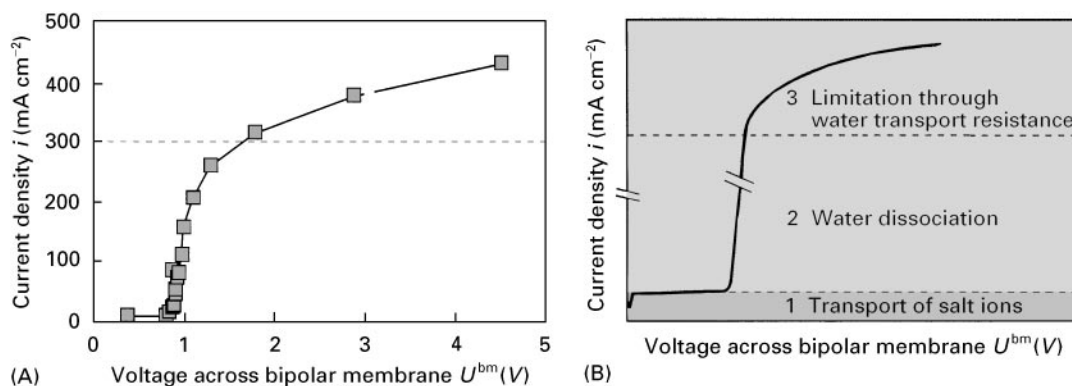 500
400
300
200
100
0
Current density i (mA cm⁻²)
0 1 2 3 4 5
(A) Voltage across bipolar membrane Uᵇᵐ(V)
Current density i (mA cm⁻²)
3 Limitation through
water transport resistance
2 Water dissociation
1 Transport of salt ions
Voltage across bipolar membrane Uᵇᵐ(V)
(B)